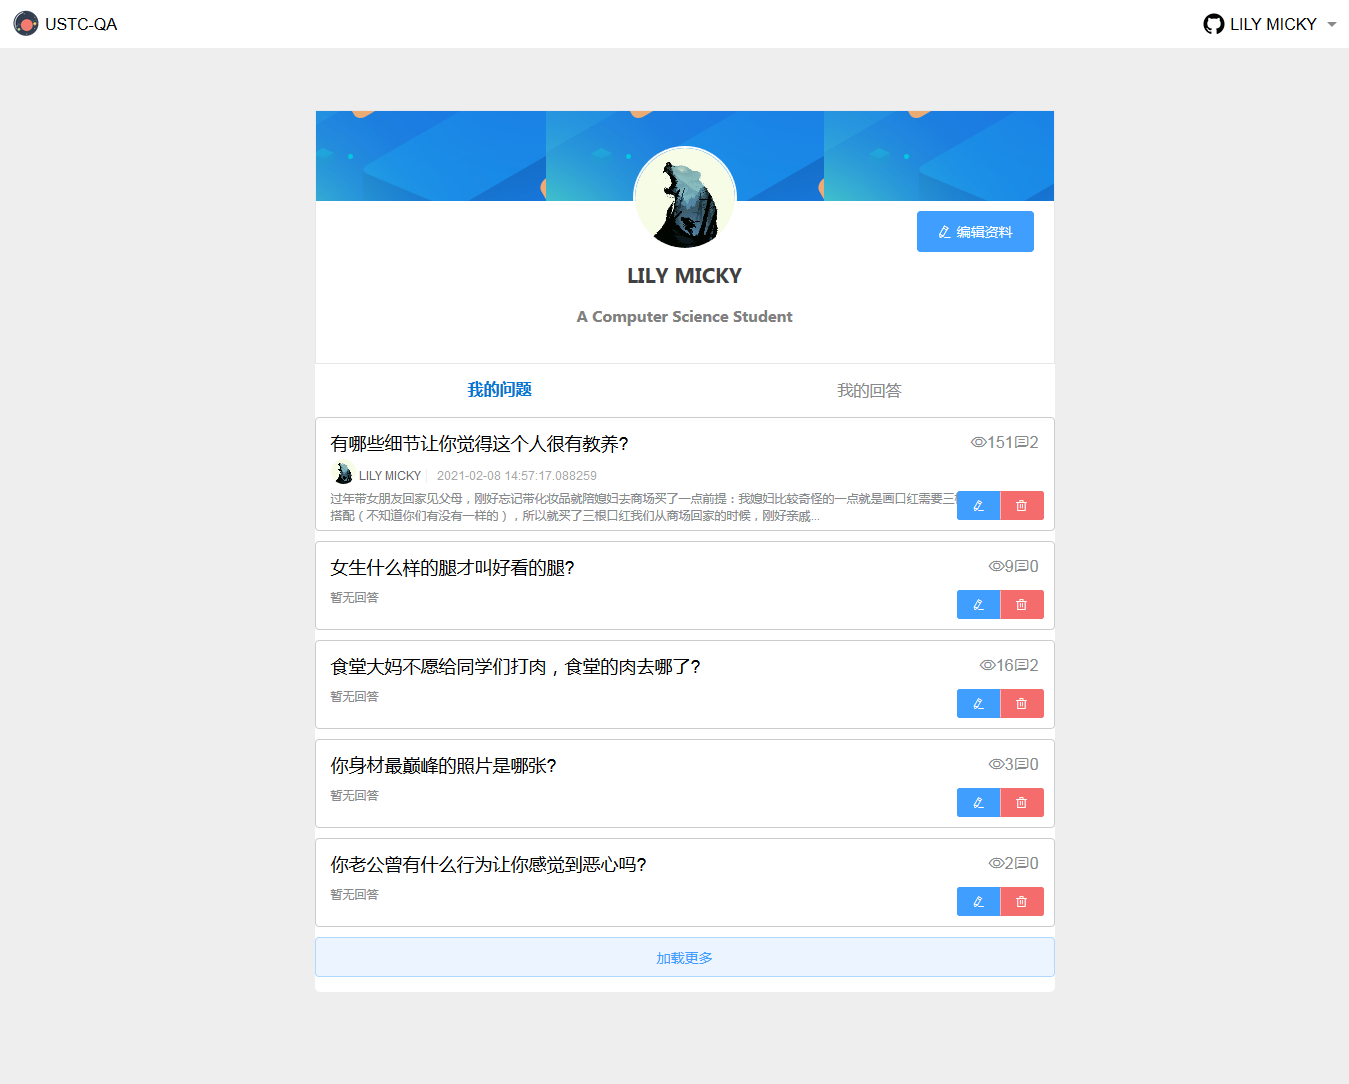 USTC-QA
LILY MICKY
编辑资料
LILY MICKY
A Computer Science Student
我的问题
我的回答
有哪些细节让你觉得这个人很有教养?
151 2
LILY MICKY 2021-02-08 14:57:17.088259
过年带女朋友回家见父母，刚好忘记带化妆品就陪媳妇去商场买了一点前提：我媳妇比较奇怪的一点就是画口红需要三
搭配（不知道你们有没有一样的），所以就买了三根口红我们从商场回家的时候，刚好亲戚...
女生什么样的腿才叫好看的腿?
9 0
暂无回答
食堂大妈不愿给同学们打肉，食堂的肉去哪了?
16 2
暂无回答
你身材最巅峰的照片是哪张?
3 0
暂无回答
你老公曾有什么行为让你感觉到恶心吗?
2 0
暂无回答
加载更多